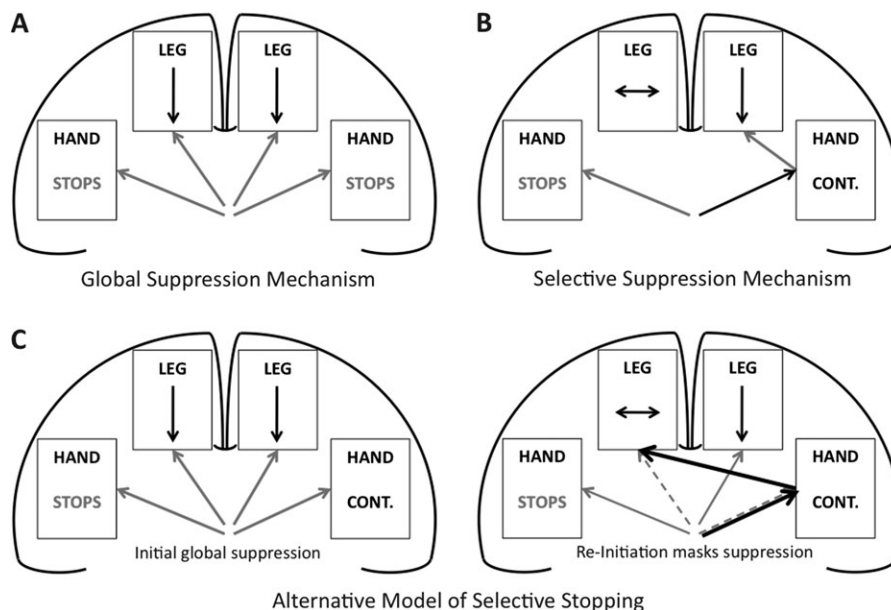 A
LEG LEG
HAND HAND
STOPS STOPS
Global Suppression Mechanism
B
LEG LEG
HAND HAND
STOPS CONT.
Selective Suppression Mechanism
C
LEG LEG
HAND HAND
STOPS CONT.
Initial global suppression
LEG LEG
HAND HAND
STOPS CONT.
Re-Initiation masks suppression
Alternative Model of Selective Stopping